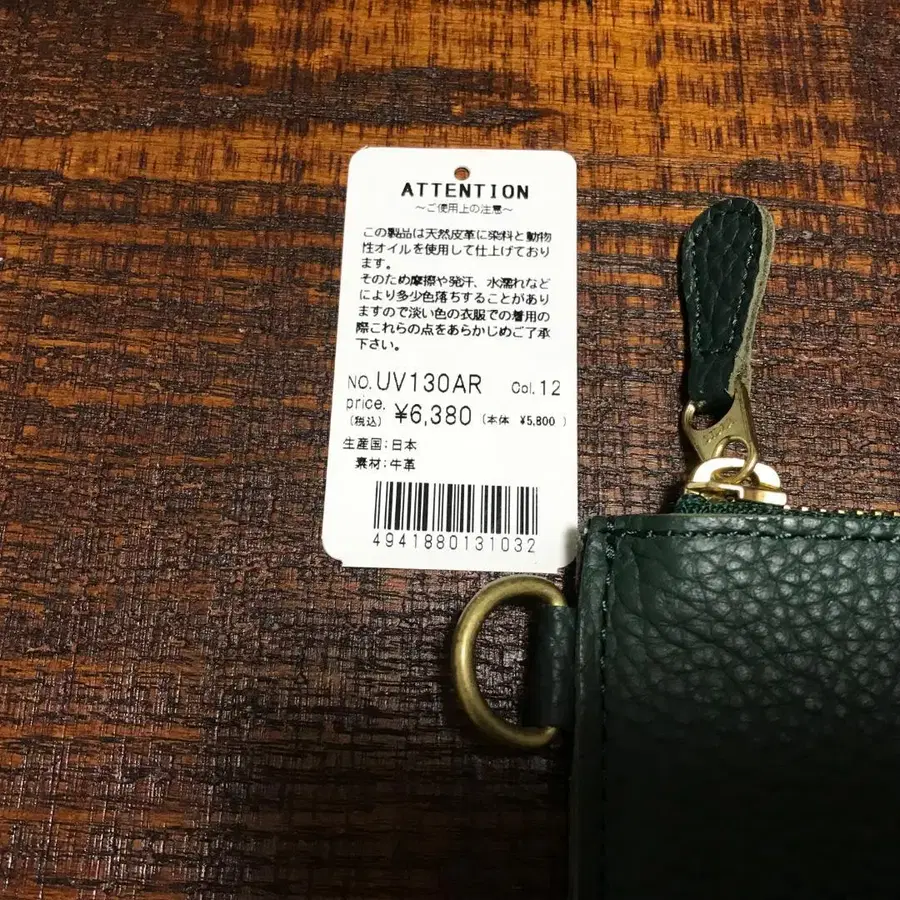 ATTENTION
～ご使用上の注意～
この製品は天然皮革に染料と動物
性オイルを使用して仕上げており
ます。
そのため摩擦や発汗、水濡れなど
により多少色落ちすることがあり
ますので淡い色の衣服での着用の
際これらの点をあらかじめご了承
下さい。
NO. UV130AR Col. 12
price.
(税込) ¥6,380 (本体 ¥5,800)
生産国：日本
素材：牛革
4941880131032